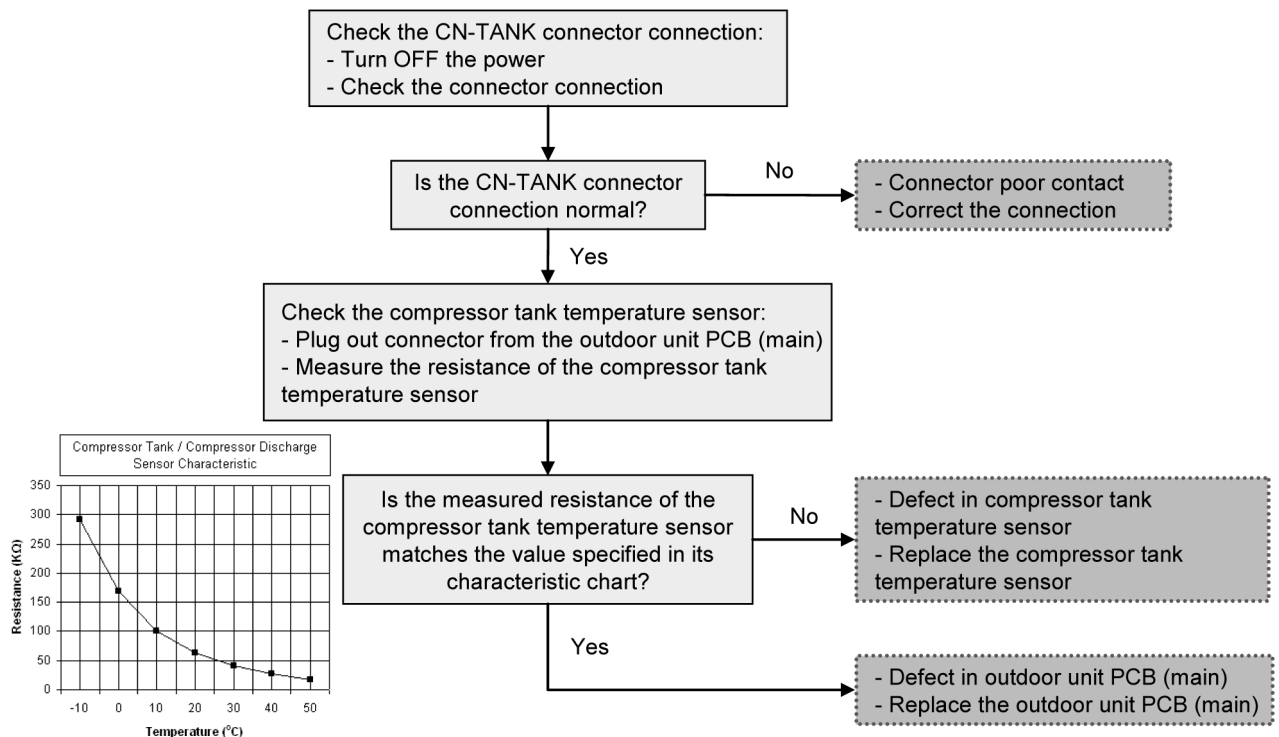 Check the CN-TANK connector connection:
- Turn OFF the power
- Check the connector connection
Is the CN-TANK connector
connection normal?
No
- Connector poor contact
- Correct the connection
Yes
Check the compressor tank temperature sensor:
- Plug out connector from the outdoor unit PCB (main)
- Measure the resistance of the compressor tank
temperature sensor
Compressor Tank / Compressor Discharge
Sensor Characteristic
Resistance (KΩ)
350
300
250
200
150
100
50
0
-10 0 10 20 30 40 50
Temperature (°C)
Is the measured resistance of the
compressor tank temperature sensor
matches the value specified in its
characteristic chart?
No
- Defect in compressor tank
temperature sensor
- Replace the compressor tank
temperature sensor
Yes
- Defect in outdoor unit PCB (main)
- Replace the outdoor unit PCB (main)